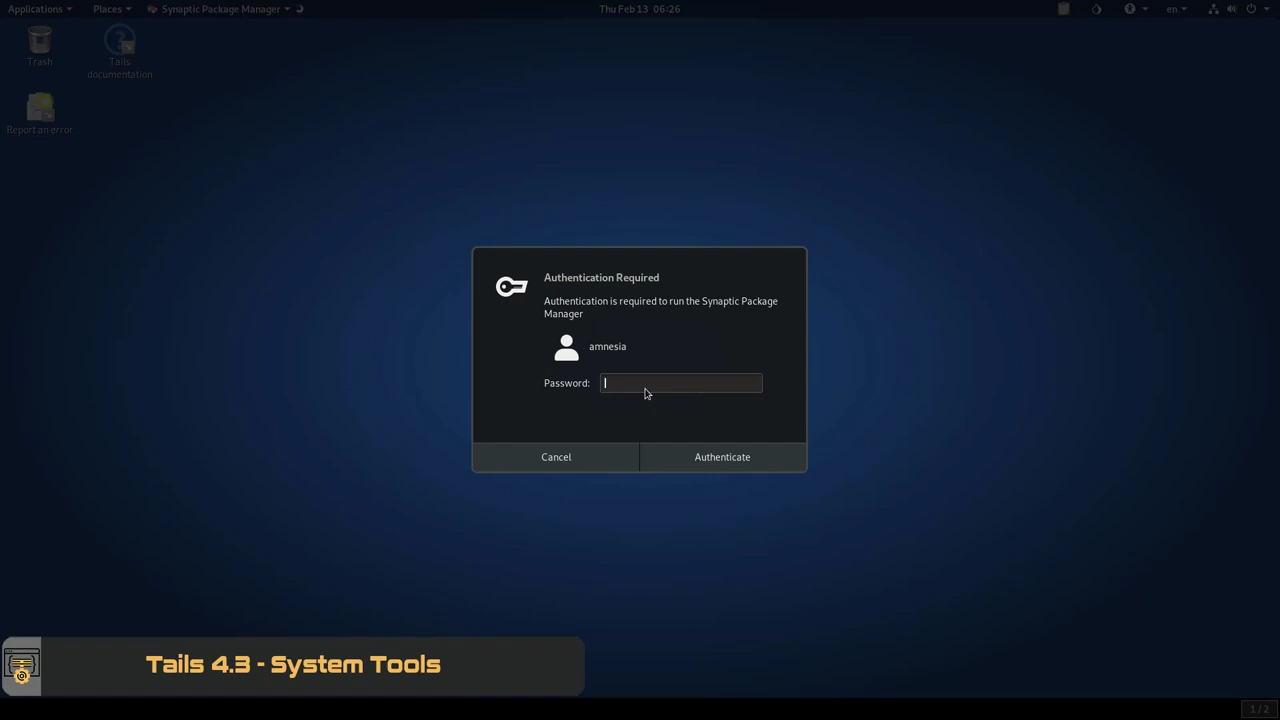 Applications Places Synaptic Package Manager Thu Feb 13 06:26 en
Trash
Tails
documentation
Report an error
Authentication Required
Authentication is required to run the Synaptic Package
Manager
amnesia
Password:
Cancel Authenticate
Tails 4.3 - System Tools
1 / 2